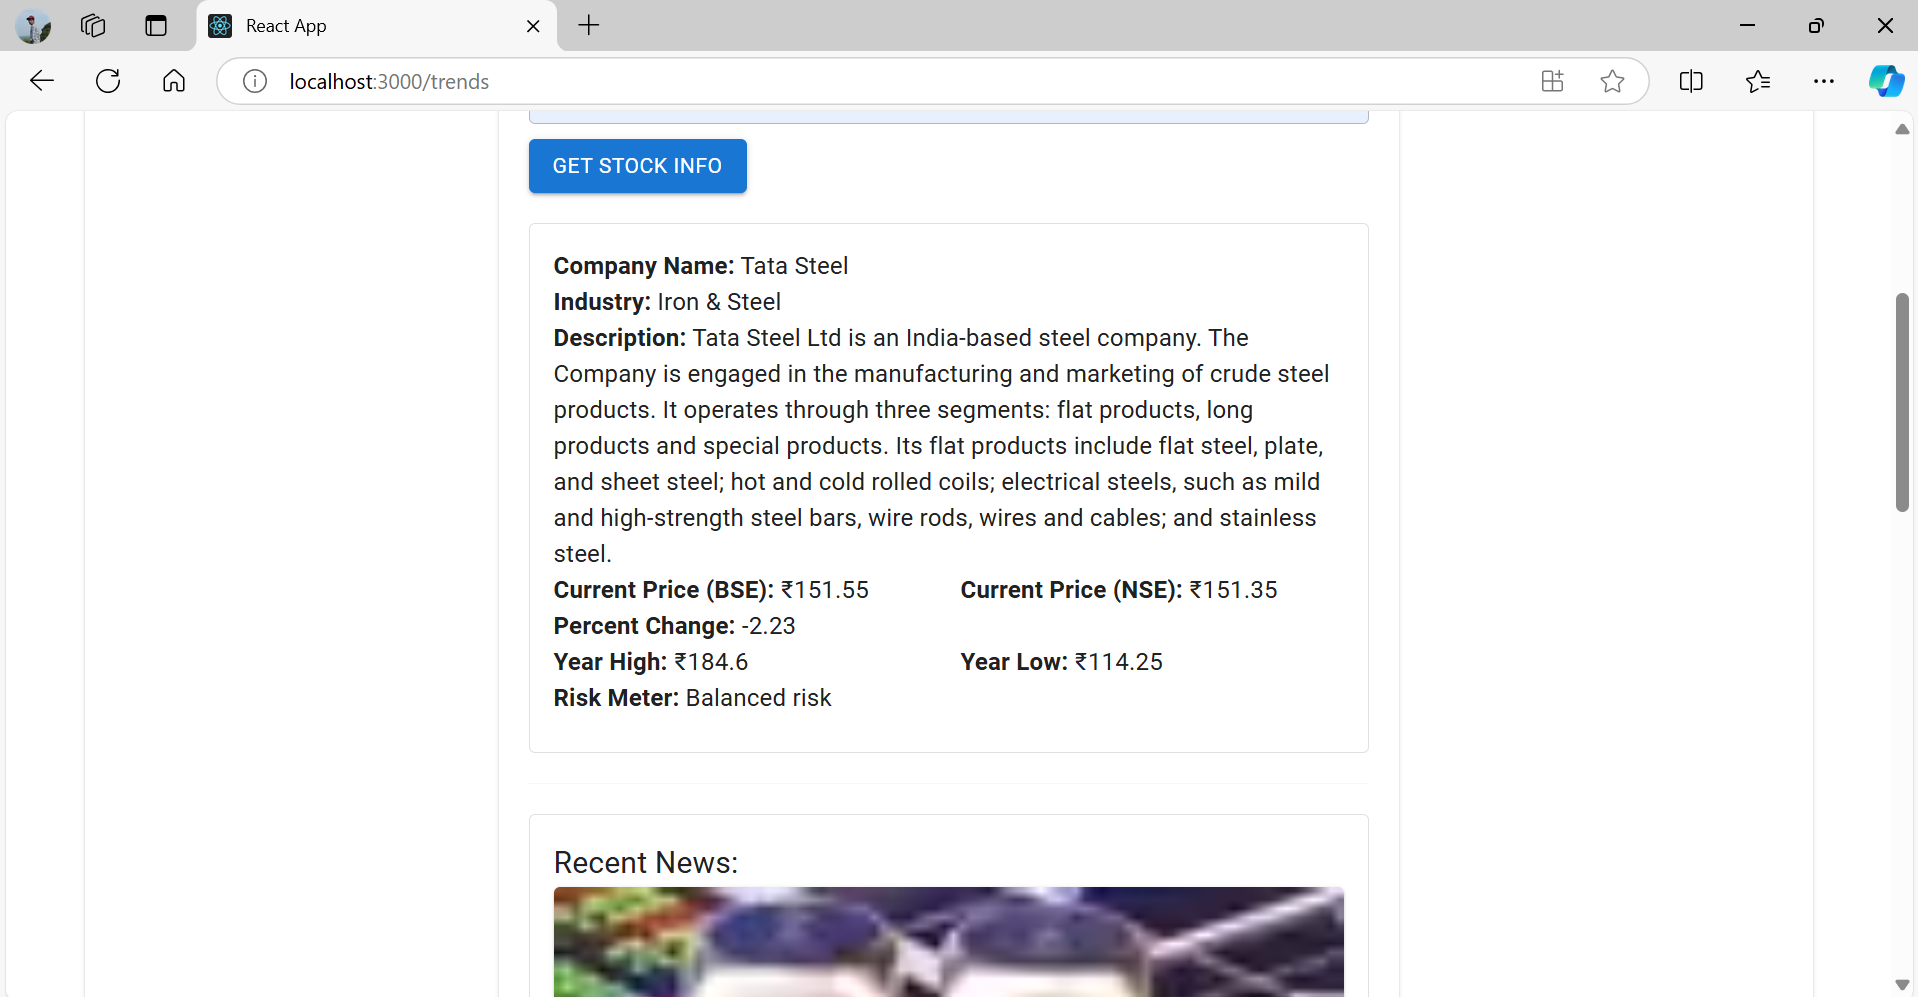 React App
localhost:3000/trends
GET STOCK INFO
Company Name: Tata Steel
Industry: Iron & Steel
Description: Tata Steel Ltd is an India-based steel company. The
Company is engaged in the manufacturing and marketing of crude steel
products. It operates through three segments: flat products, long
products and special products. Its flat products include flat steel, plate,
and sheet steel; hot and cold rolled coils; electrical steels, such as mild
and high-strength steel bars, wire rods, wires and cables; and stainless
steel.
Current Price (BSE): ₹151.55 Current Price (NSE): ₹151.35
Percent Change: -2.23
Year High: ₹184.6 Year Low: ₹114.25
Risk Meter: Balanced risk
Recent News: